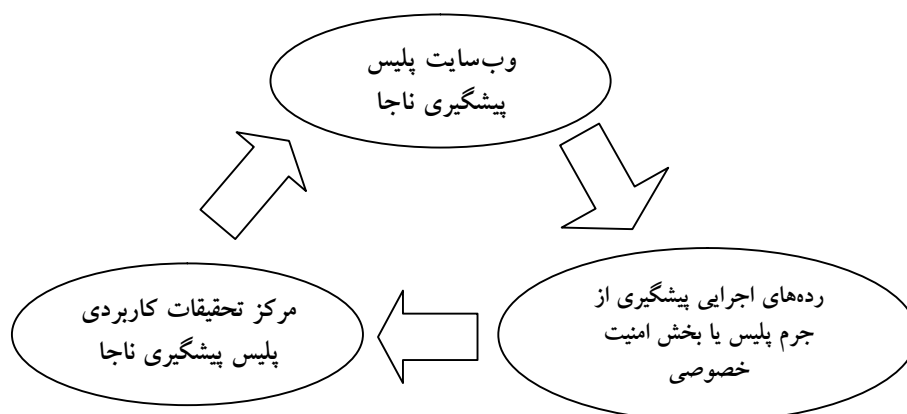 وب‌سایت پلیس
پیشگیری ناجا
رده‌های اجرایی پیشگیری از
جرم پلیس یا بخش امنیت
خصوصی
مرکز تحقیقات کاربردی
پلیس پیشگیری ناجا